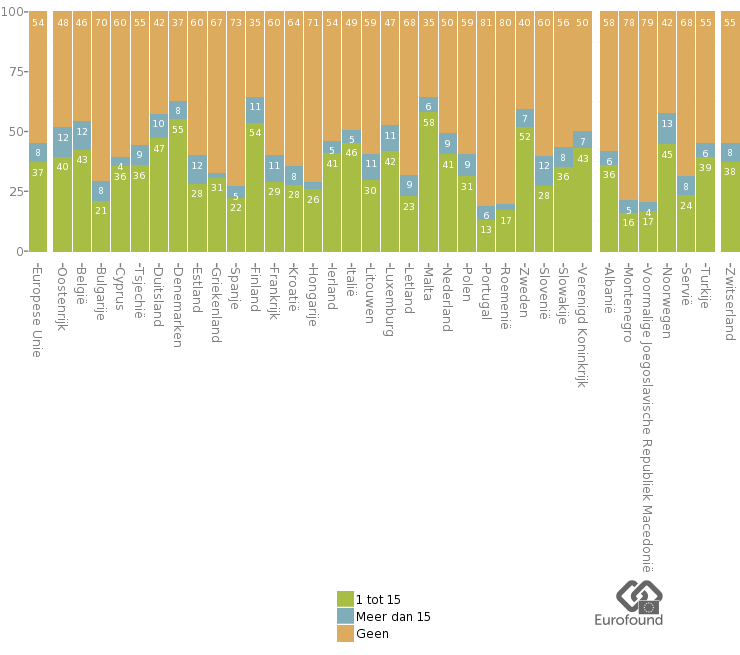 100
54 48 46 70 60 55 42 37 60 67 73 35 60 64 71 54 49 59 47 68 35 50 59 81 80 40 60 56 50 58 78 79 42 68 55 55
75
8 12 12 8 4 9 10 8 12 5 11 11 8 5 5 11 11 9 6 9 9 6 7 12 8 7 6 5 4 13 8 6 8
50
37 40 43 21 36 36 47 55 28 31 22 54 29 28 26 41 46 30 42 23 58 41 31 13 17 52 28 36 43 36 16 17 45 24 39 38
25
0
Europese Unie
Oostenrijk
België
Bulgarije
Cyprus
Tsjechië
Duitsland
Denemarken
Estland
Griekenland
Spanje
Finland
Frankrijk
Kroatië
Hongarije
Ierland
Italië
Litouwen
Luxemburg
Letland
Malta
Nederland
Polen
Portugal
Roemenië
Zweden
Slovenië
Slowakije
Verenigd Koninkrijk
Albanië
Montenegro
Voormalige Joegoslavische Republiek Macedonië
Noorwegen
Servië
Turkije
Zwitserland
1 tot 15
Meer dan 15
Geen
Eurofound